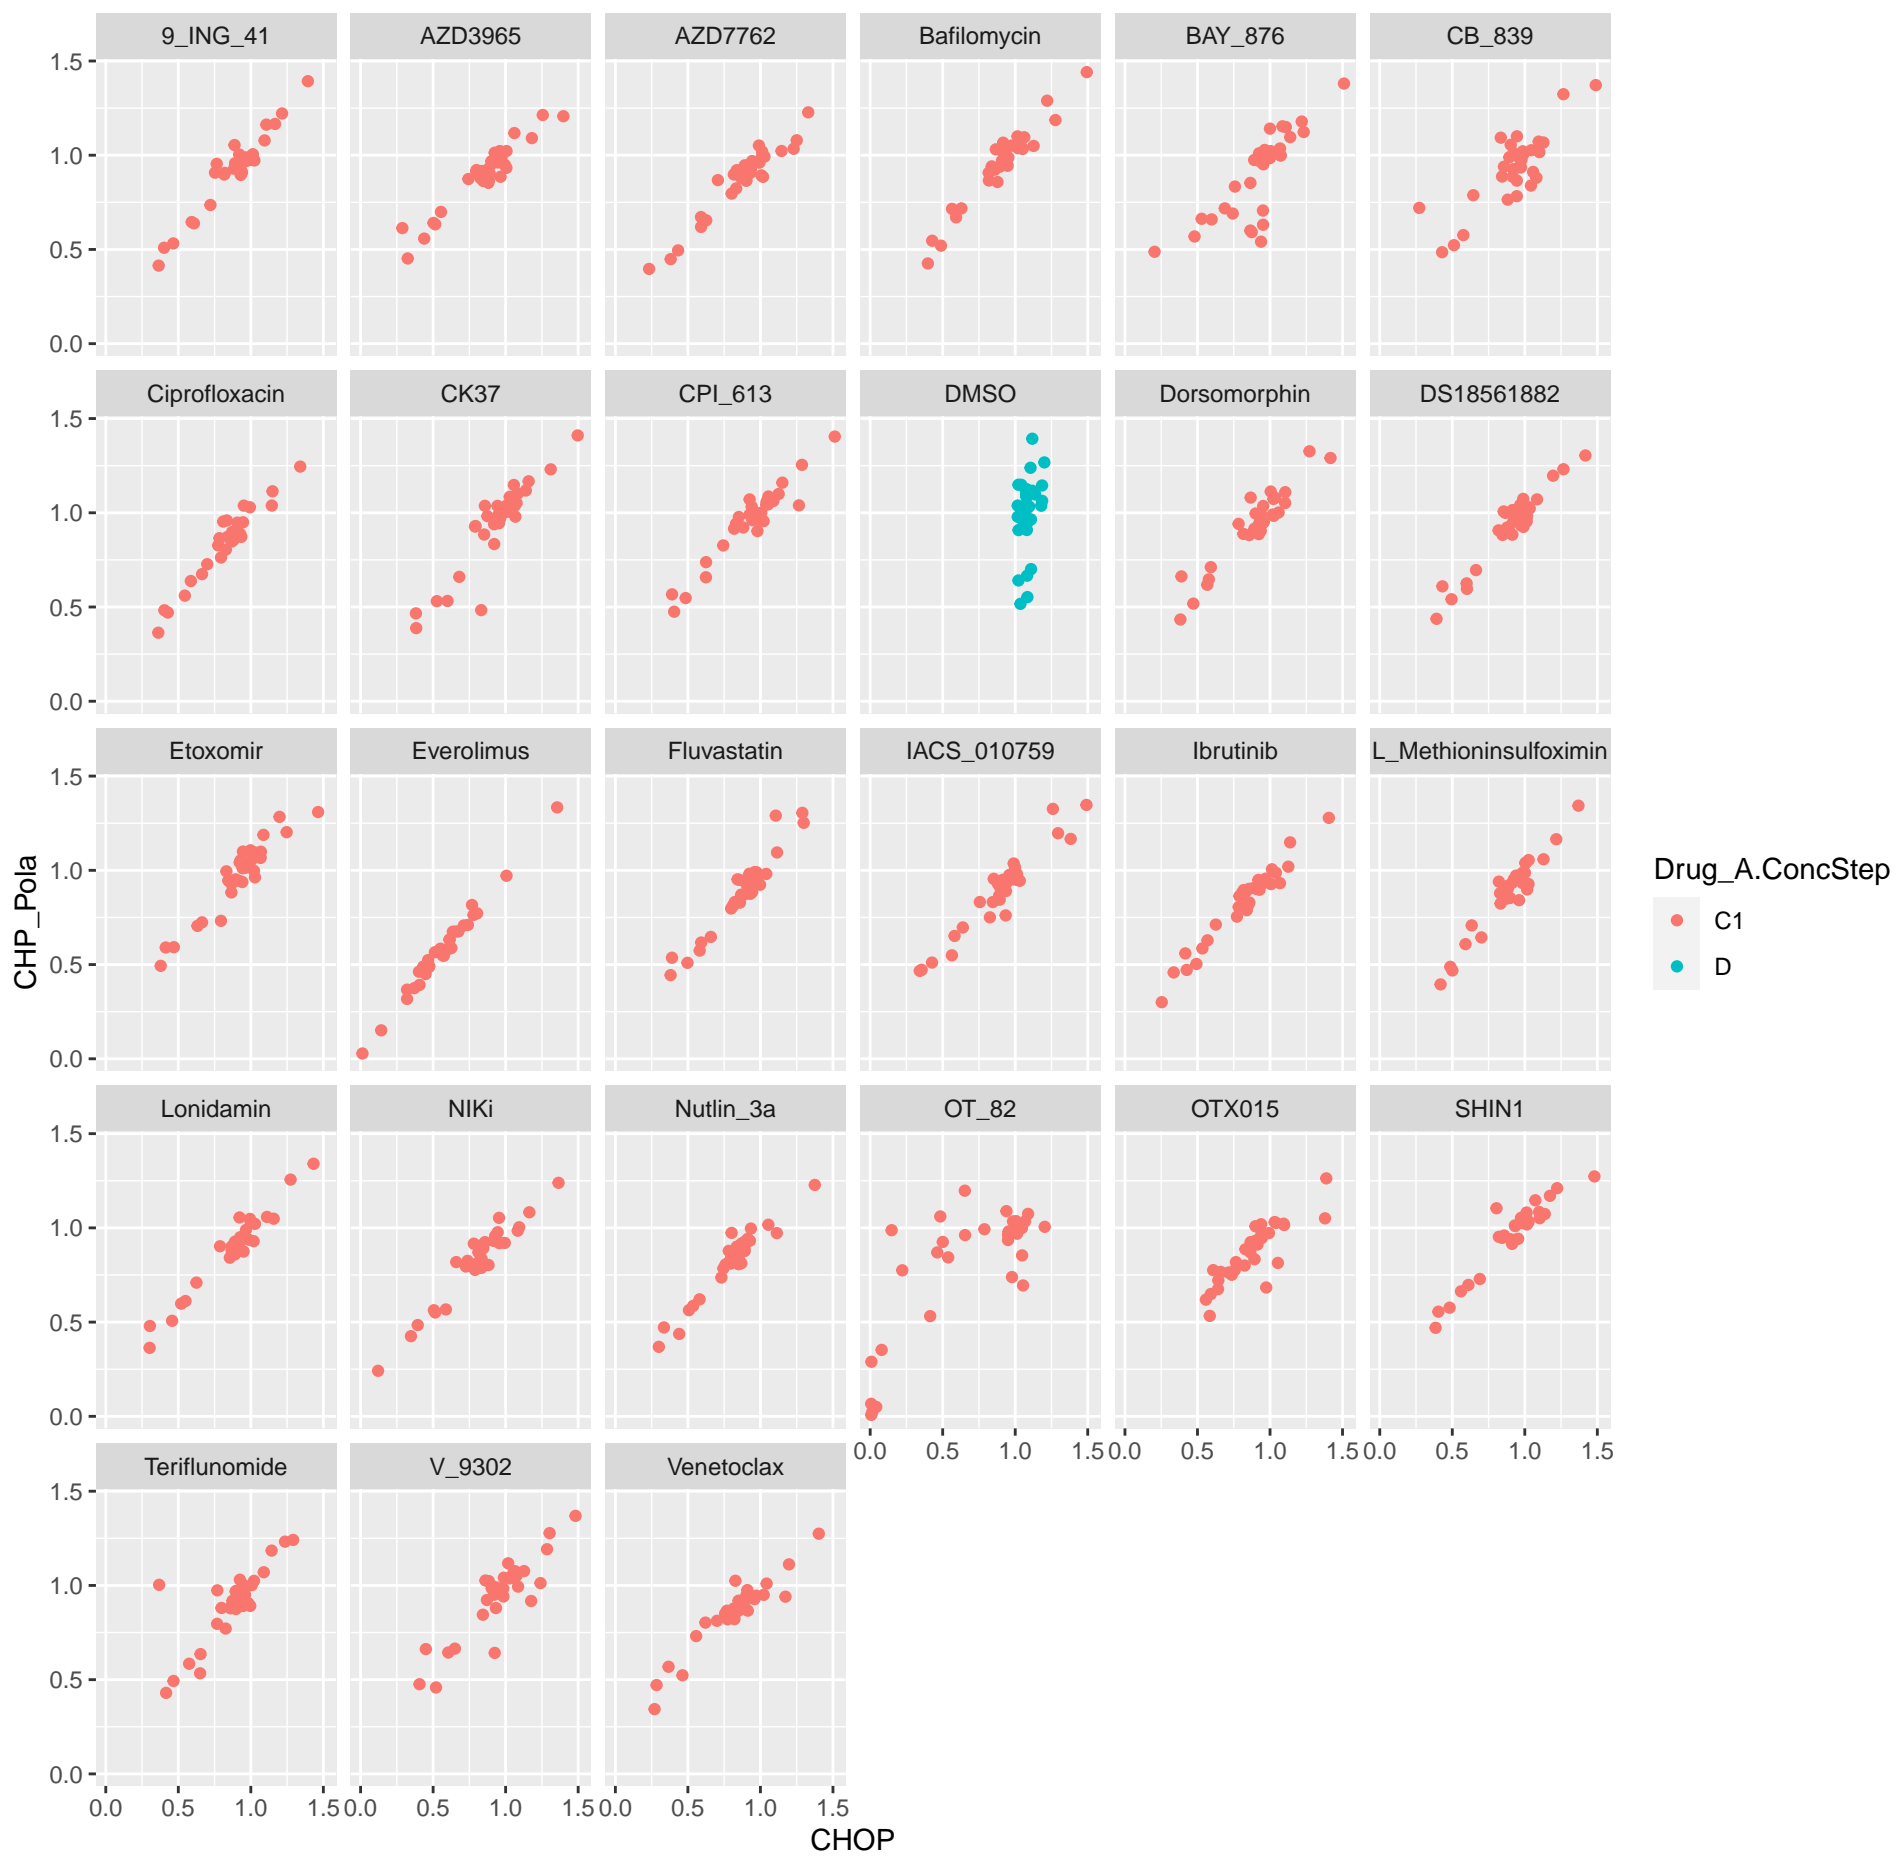 9_ING_41 AZD3965 AZD7762 Bafilomycin BAY_876 CB_839
1.5
1.0
0.5
0.0
Ciprofloxacin CK37 CPI_613 DMSO Dorsomorphin DS18561882
1.5
1.0
0.5
0.0
Etoxomir Everolimus Fluvastatin IACS_010759 Ibrutinib L_Methioninsulfoximin
1.5
1.0
0.5
0.0
CHP_Pola
Drug_A.ConcStep
C1
D
Lonidamin NIKi Nutlin_3a OT_82 OTX015 SHIN1
1.5
1.0
0.5
0.0
0.0 0.5 1.0 1.5 0.0 0.5 1.0 1.5 0.0 0.5 1.0 1.5
Teriflunomide V_9302 Venetoclax
1.5
1.0
0.5
0.0
0.0 0.5 1.0 1.5 0.0 0.5 1.0 1.5 0.0 0.5 1.0 1.5
CHOP